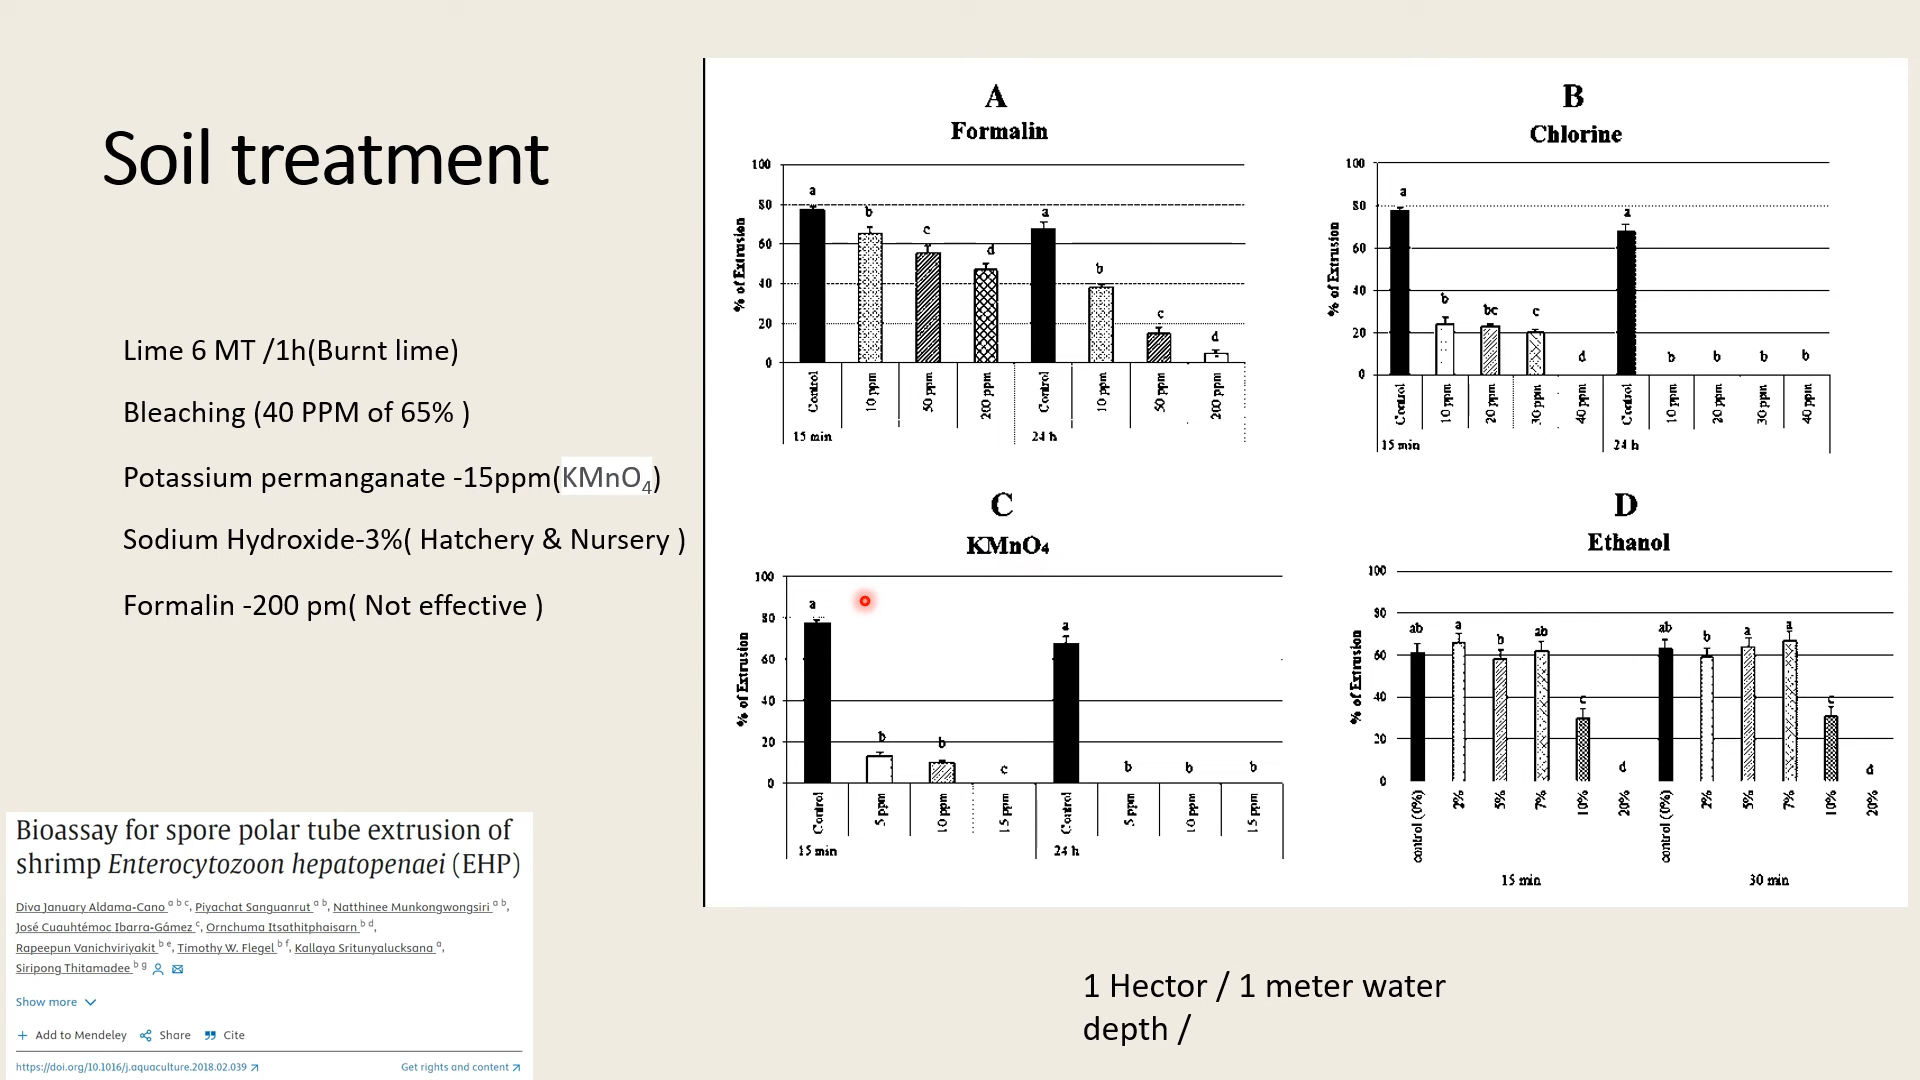 Soil treatment
Lime 6 MT /1h(Burnt lime)
Bleaching (40 PPM of 65% )
Potassium permanganate -15ppm(KMnO₄)
Sodium Hydroxide-3%( Hatchery & Nursery )
Formalin -200 pm( Not effective )
Bioassay for spore polar tube extrusion of
shrimp Enterocytozoon hepatopenaei (EHP)
Diva January Aldama-Cano a b c, Piyachat Sanguanrut a b, Natthinee Munkongwongsiri a b,
José Cuauhtémoc Ibarra-Gámez c, Ornchuma Itsathitphaisarn b d,
Rapeepun Vanichviriyakit b e, Timothy W. Flegel b f, Kallaya Sritunyalucksana a,
Siripong Thitamadee b g
Show more
Add to Mendeley Share Cite
https://doi.org/10.1016/j.aquaculture.2018.02.039 Get rights and content
A
Formalin
% of Extrusion
100
80
60
40
20
0
a b c d a b c d
Control 10 ppm 50 ppm 200 ppm Control 10 ppm 50 ppm 200 ppm
15 min 24 h
B
Chlorine
% of Extrusion
100
80
60
40
20
0
a b bc c d a b b b b
Control 10 ppm 20 ppm 30 ppm 40 ppm Control 10 ppm 20 ppm 30 ppm 40 ppm
15 min 24 h
C
KMnO₄
% of Extrusion
100
80
60
40
20
0
a b b c a b b b
Control 5 ppm 10 ppm 15 ppm Control 5 ppm 10 ppm 15 ppm
15 min 24 h
D
Ethanol
% of Extrusion
100
80
60
40
20
0
ab a b ab c d ab b a a c d
control (0%) 2% 5% 7% 10% 20% control (0%) 2% 5% 7% 10% 20%
15 min 30 min
1 Hector / 1 meter water
depth /